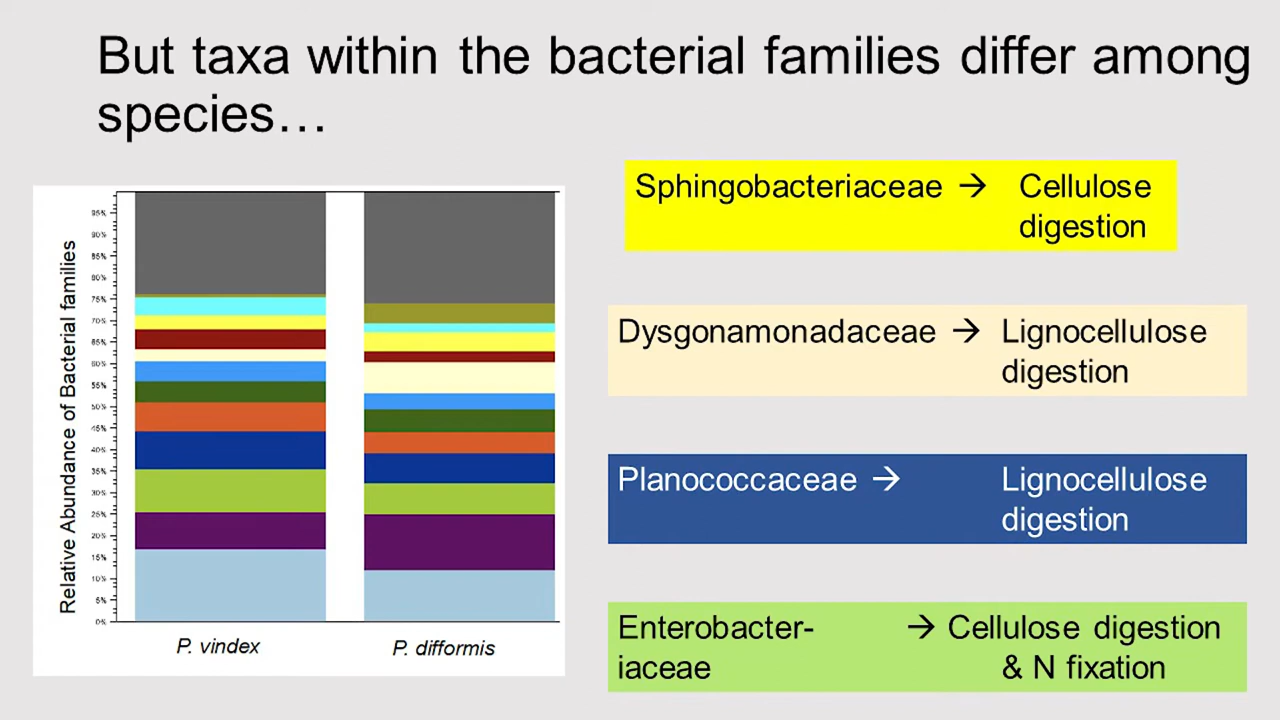 But taxa within the bacterial families differ among
species…
Relative Abundance of Bacterial families
95%
90%
85%
80%
75%
70%
65%
60%
55%
50%
45%
40%
35%
30%
25%
20%
15%
10%
5%
0%
P. vindex
P. difformis
Sphingobacteriaceae → Cellulose
digestion
Dysgonamonadaceae → Lignocellulose
digestion
Planococcaceae → Lignocellulose
digestion
Enterobacter- → Cellulose digestion
iaceae & N fixation